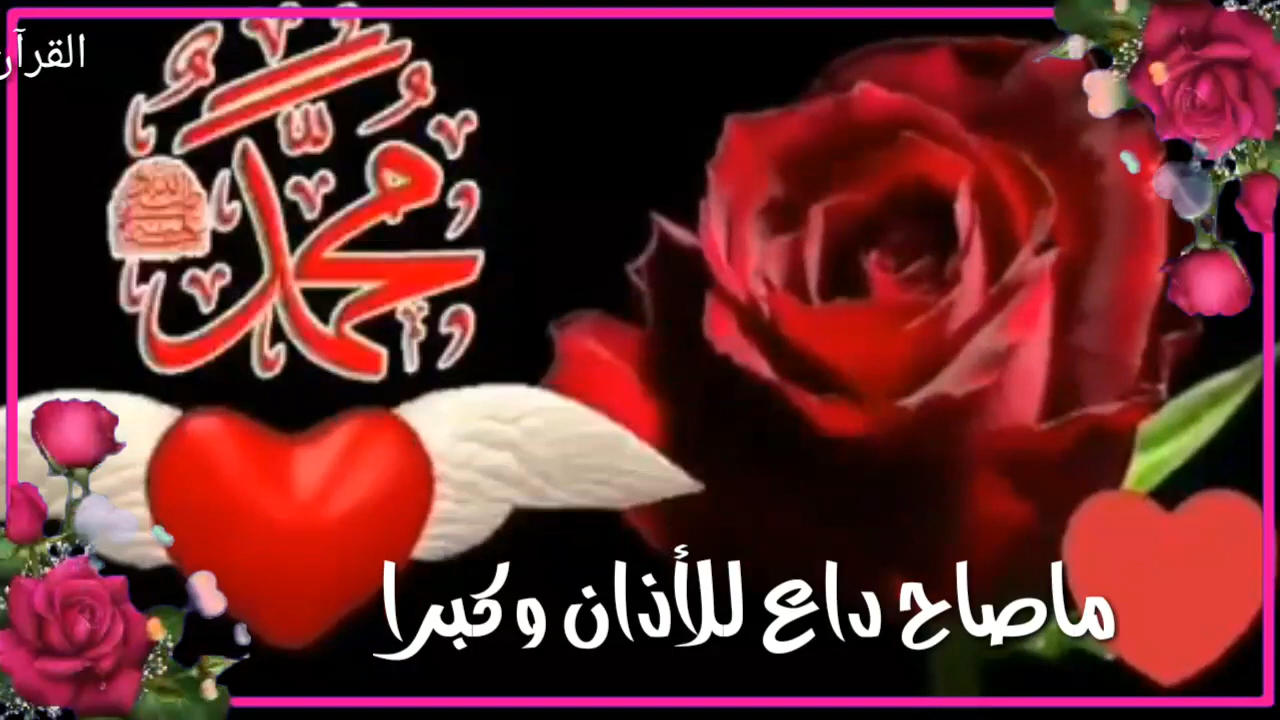 القرآن
محمد
ماصاح داع للأذان وكبرا